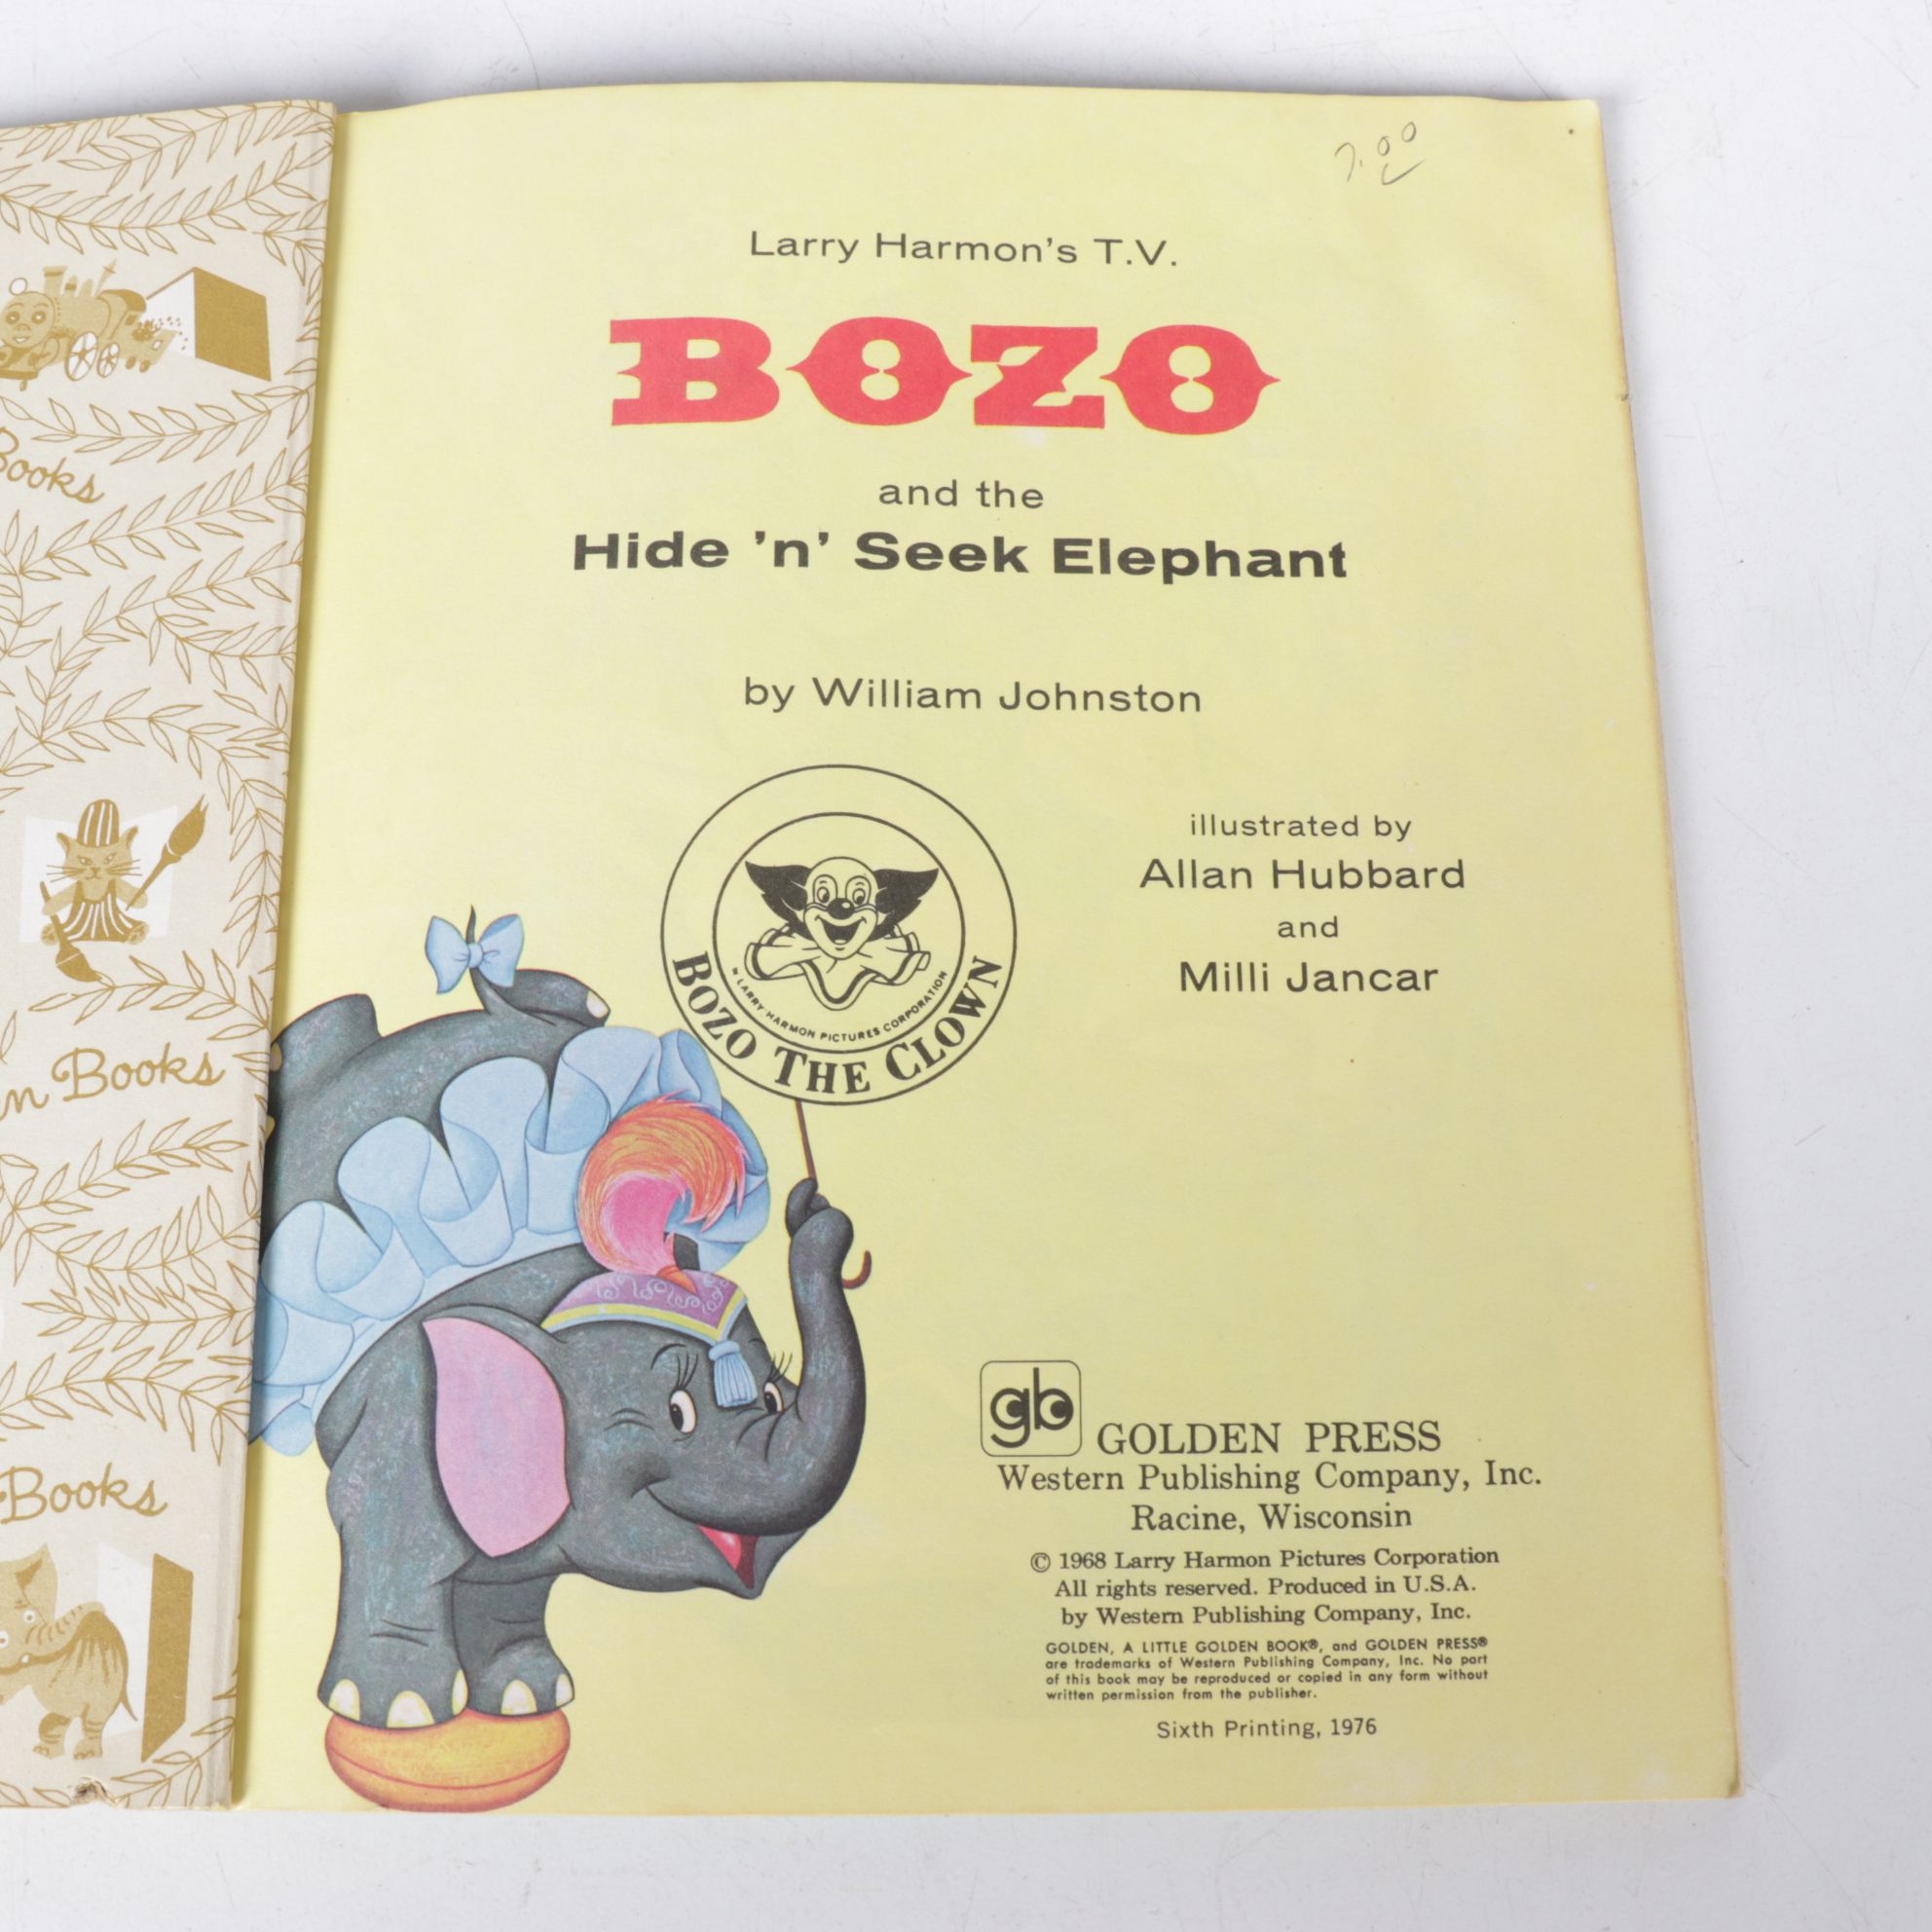 7.00
Larry Harmon's T.V.
BOZO
and the
Hide 'n' Seek Elephant
by William Johnston
illustrated by
Allan Hubbard
and
Milli Jancar
LARRY HARMON PICTURES CORPORATION
BOZO THE CLOWN
gb GOLDEN PRESS
Western Publishing Company, Inc.
Racine, Wisconsin
© 1968 Larry Harmon Pictures Corporation
All rights reserved. Produced in U.S.A.
by Western Publishing Company, Inc.
GOLDEN, A LITTLE GOLDEN BOOK®, and GOLDEN PRESS®
are trademarks of Western Publishing Company, Inc. No part
of this book may be reproduced or copied in any form without
written permission from the publisher.
Sixth Printing, 1976
Books
n Books
Books